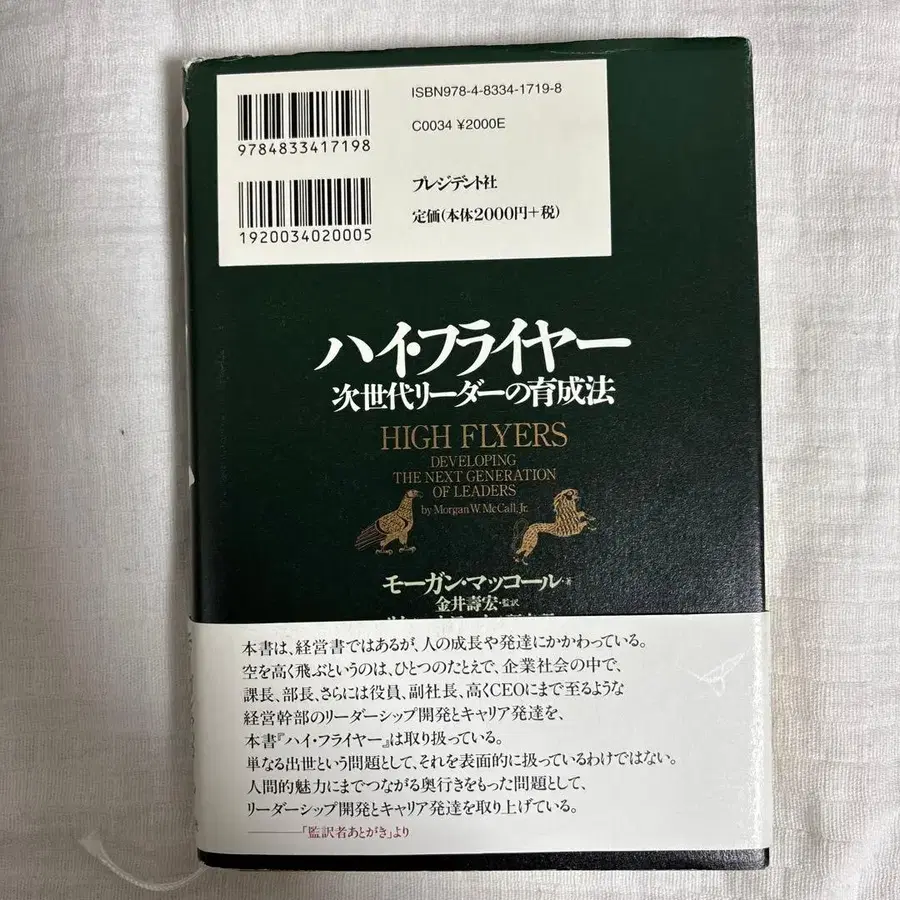 ISBN978-4-8334-1719-8
C0034 ¥2000E
9784833417198
プレジデント社
定価(本体2000円+税)
1920034020005
ハイ・フライヤー
次世代リーダーの育成法
HIGH FLYERS
DEVELOPING
THE NEXT GENERATION
OF LEADERS
by Morgan W. McCall, Jr.
モーガン・マッコール・著
金井壽宏・監訳
本書は、経営書ではあるが、人の成長や発達にかかわっている。
空を高く飛ぶというのは、ひとつのたとえで、企業社会の中で、
課長、部長、さらには役員、副社長、高くCEOにまで至るような
経営幹部のリーダーシップ開発とキャリア発達を、
本書『ハイ・フライヤー』は取り扱っている。
単なる出世という問題として、それを表面的に扱っているわけではない。
人間的魅力にまでつながる奥行きをもった問題として、
リーダーシップ開発とキャリア発達を取り上げている。
「監訳者あとがき」より